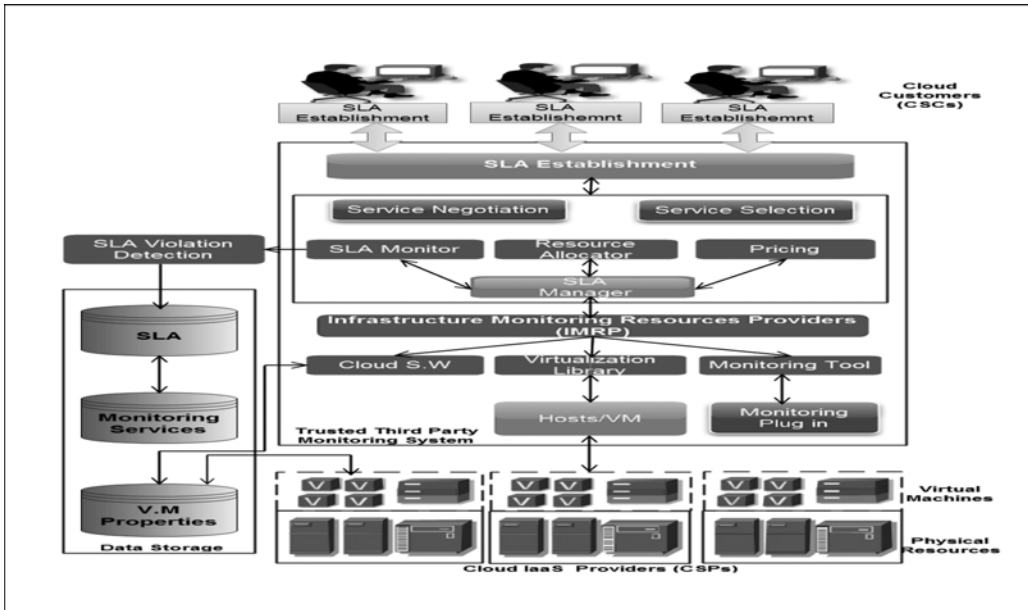 Cloud
Customers
(CSCs)
SLA
Establishment
SLA
Establishemnt
SLA
Establishemnt
SLA Establishment
Service Negotiation
Service Selection
SLA Violation
Detection
SLA Monitor
Resource
Allocator
Pricing
SLA
Manager
SLA
Infrastructure Monitoring Resources Providers
(IMRP)
Cloud S.W
Virtualization
Library
Monitoring Tool
Monitoring
Services
Hosts/VM
Monitoring
Plug in
Trusted Third Party
Monitoring System
V.M
Properties
Data Storage
V V V V
V V V V
V V V V
Virtual
Machines
Physical
Resources
Cloud IaaS Providers (CSPs)